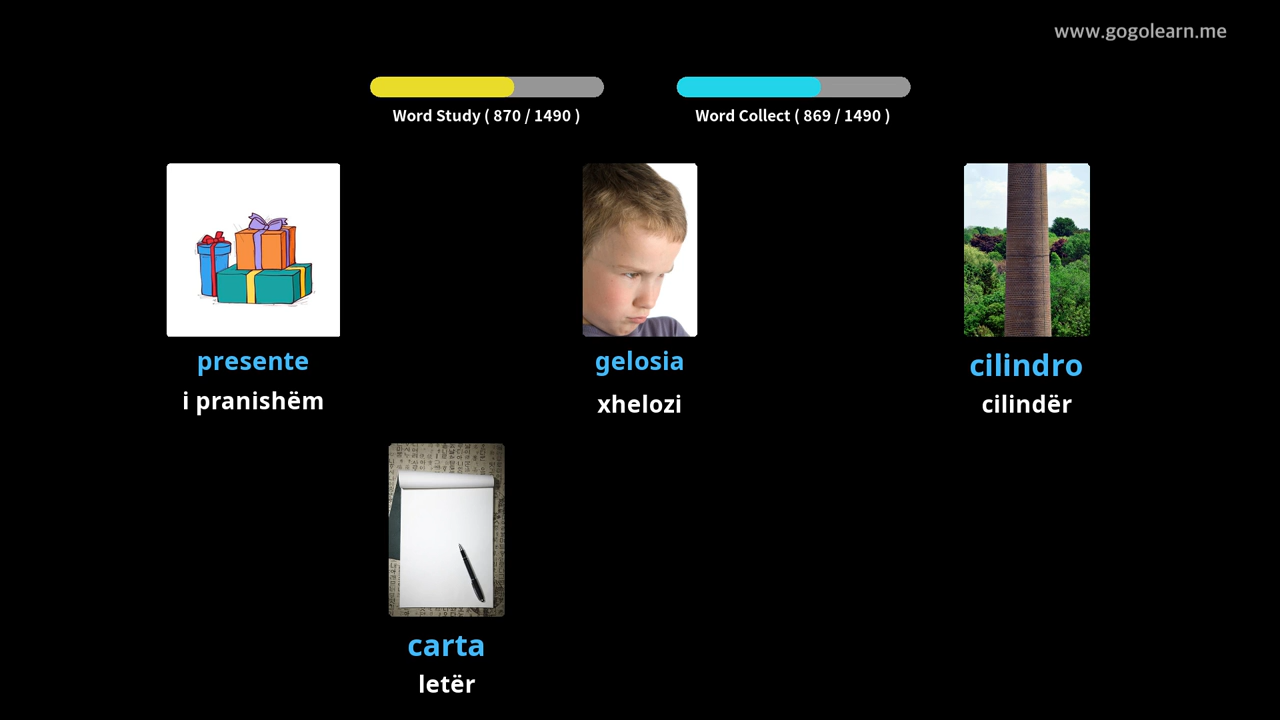 www.gogolearn.me
Word Study ( 870 / 1490 )
Word Collect ( 869 / 1490 )
presente
i pranishëm
gelosia
xhelozi
cilindro
cilindër
carta
letër